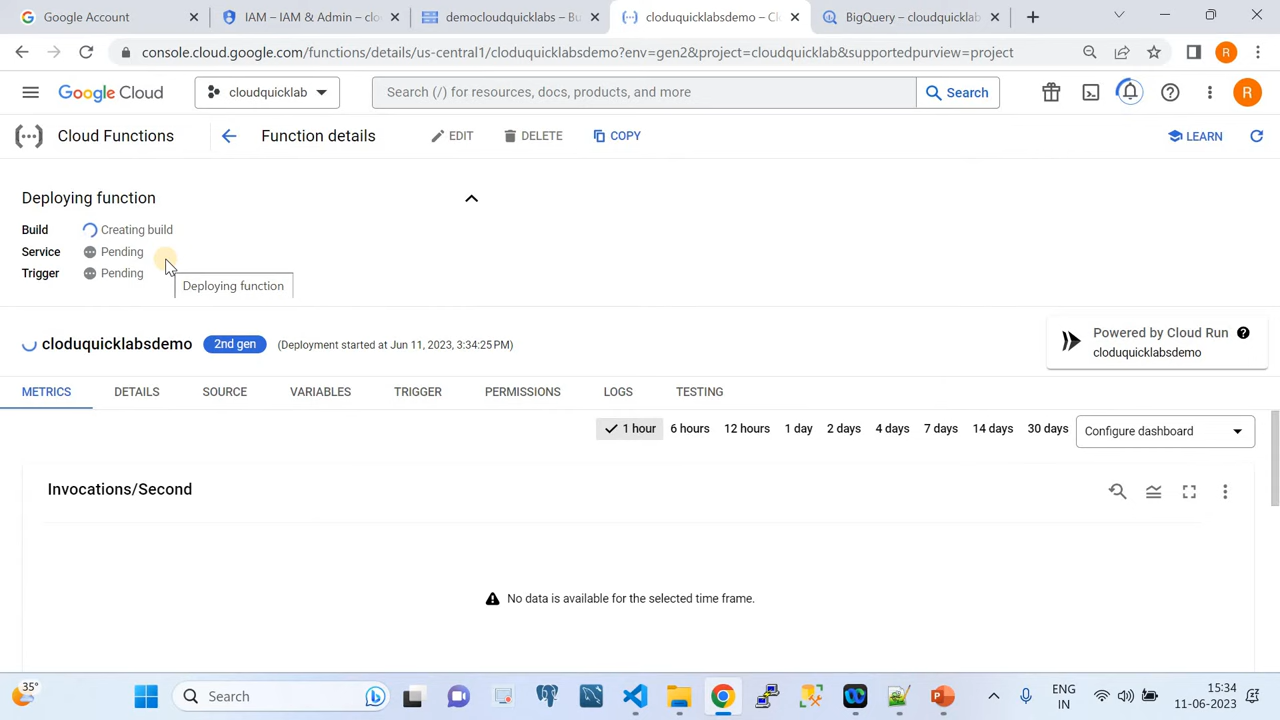 Google Account
IAM – IAM & Admin – clo
democloudquicklabs – Bu
cloduquicklabsdemo – Cl
BigQuery – cloudquicklab
console.cloud.google.com/functions/details/us-central1/cloduquicklabsdemo?env=gen2&project=cloudquicklab&supportedpurview=project
R
Google Cloud
cloudquicklab
Search (/) for resources, docs, products, and more
Search
R
Cloud Functions
Function details
EDIT
DELETE
COPY
LEARN
Deploying function
Build Creating build
Service Pending
Trigger Pending
Deploying function
cloduquicklabsdemo
2nd gen
(Deployment started at Jun 11, 2023, 3:34:25PM)
Powered by Cloud Run
cloduquicklabsdemo
METRICS
DETAILS
SOURCE
VARIABLES
TRIGGER
PERMISSIONS
LOGS
TESTING
1 hour
6 hours
12 hours
1 day
2 days
4 days
7 days
14 days
30 days
Configure dashboard
Invocations/Second
No data is available for the selected time frame.
35°
Search
ENG
IN
15:34
11-06-2023